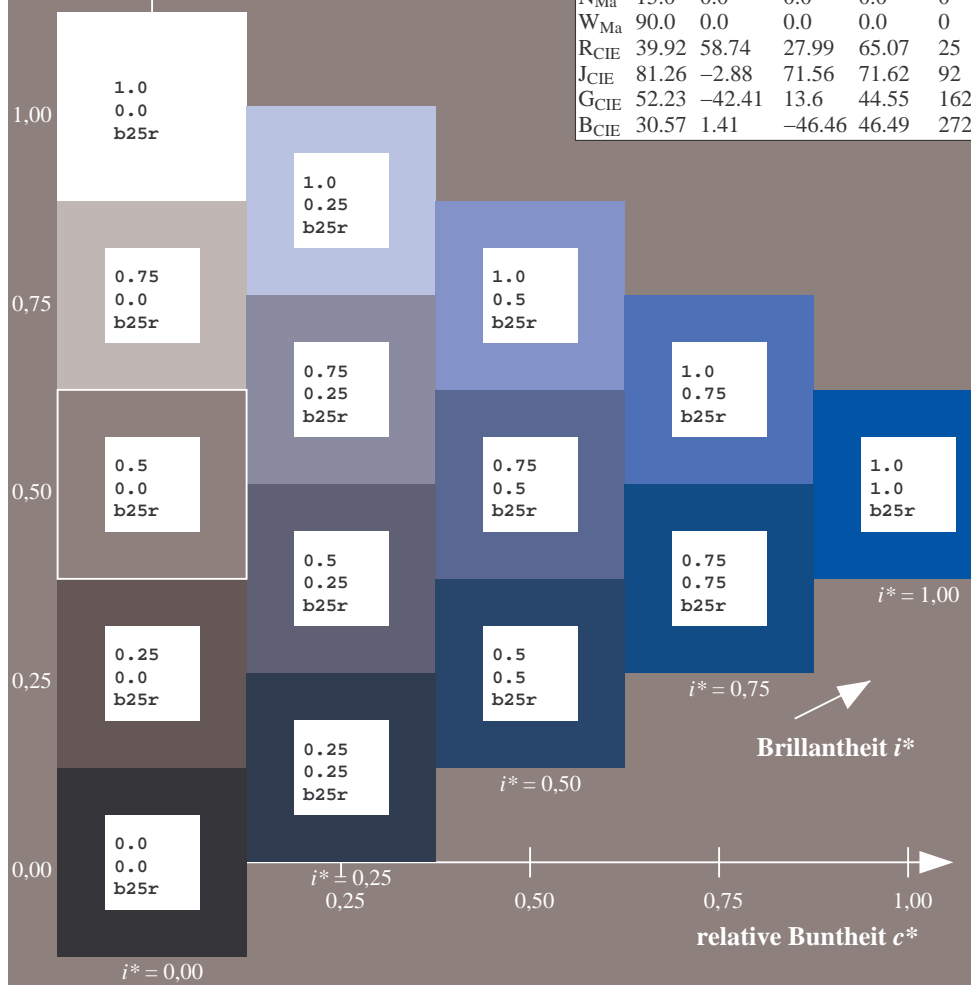 W_Ma 90.0 0.0 0.0 0.0 0
R_CIE 39.92 58.74 27.99 65.07 25
J_CIE 81.26 –2.88 71.56 71.62 92
G_CIE 52.23 –42.41 13.6 44.55 162
B_CIE 30.57 1.41 –46.46 46.49 272
1.0
0.0
b25r
1,00
1.0
0.25
b25r
0.75
0.0
b25r
1.0
0.5
b25r
0,75
0.75
0.25
b25r
1.0
0.75
b25r
0.5
0.0
b25r
0.75
0.5
b25r
1.0
1.0
b25r
0,50
0.5
0.25
b25r
0.75
0.75
b25r
i* = 1,00
0.25
0.0
b25r
0.5
0.5
b25r
0,25
i* = 0,75
Brillantheit i*
0.25
0.25
b25r
i* = 0,50
0.0
0.0
b25r
0,00
i* = 0,25
0,25 0,50 0,75 1,00
relative Buntheit c*
i* = 0,00